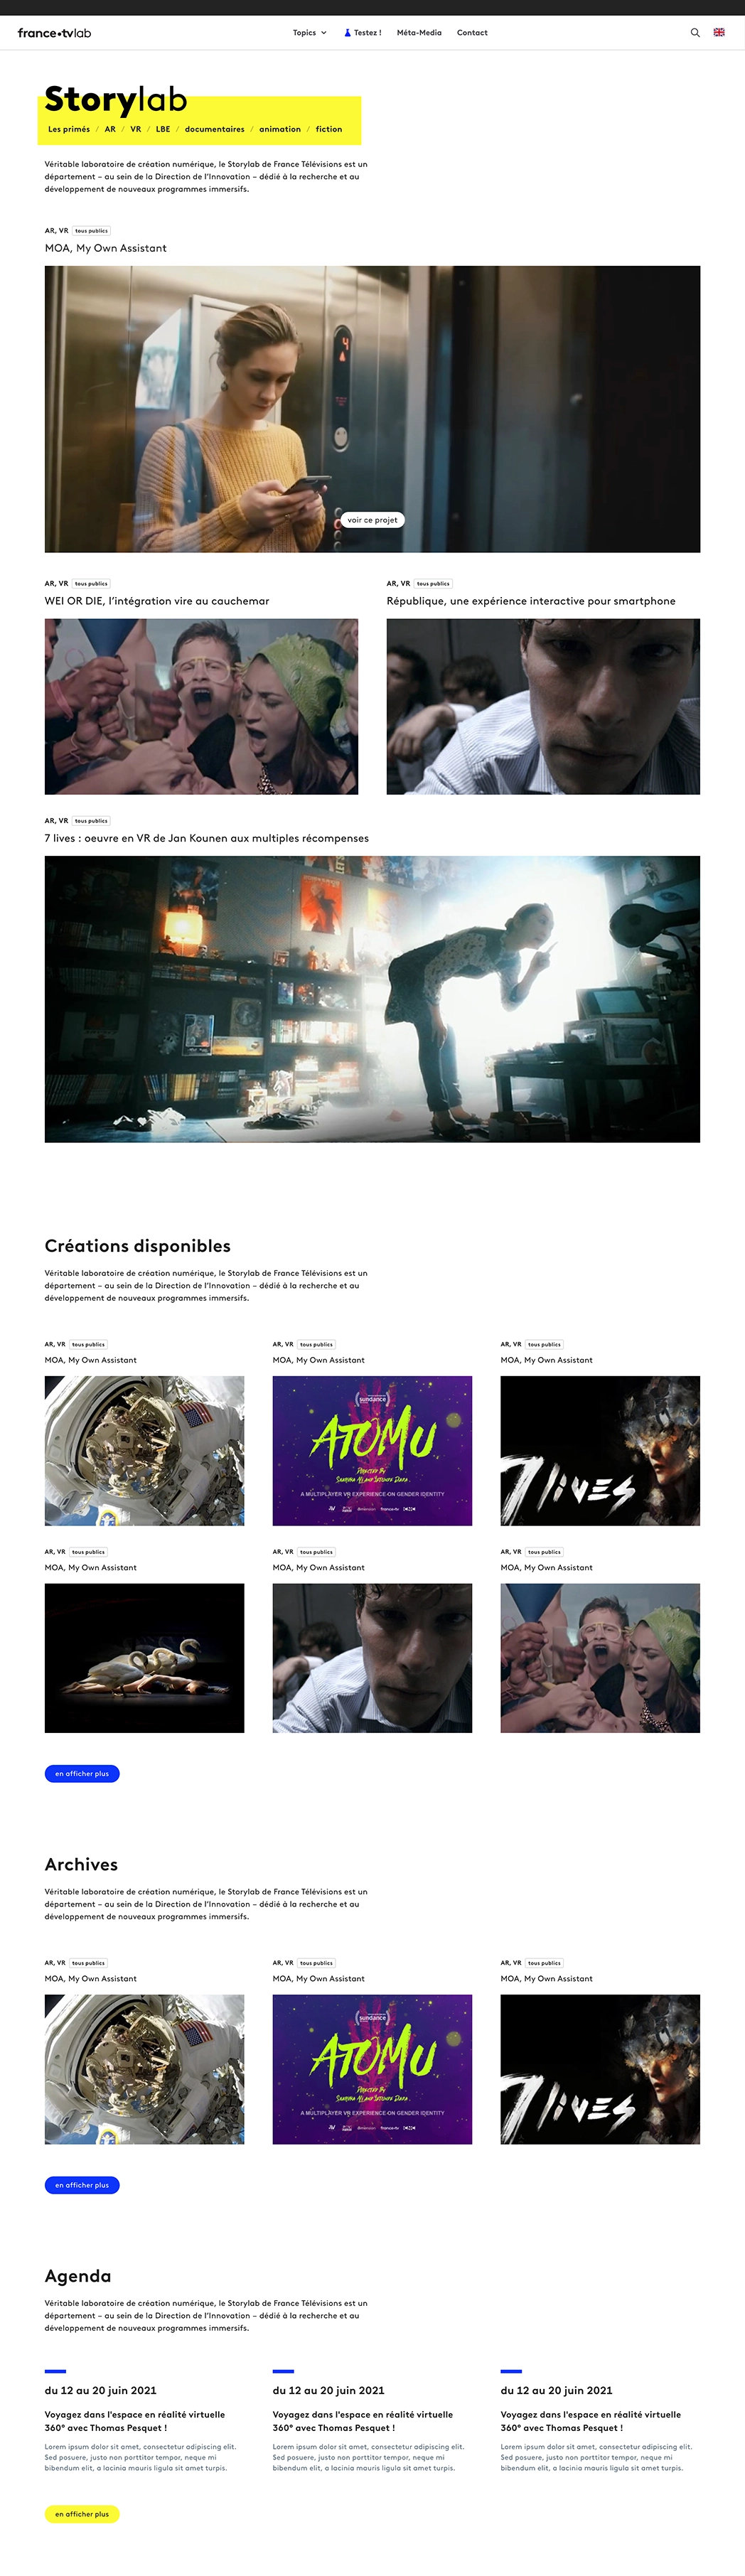 france•tvlab
Topics
Testez !
Méta-Media
Contact
Storylab
Les primés / AR / VR / LBE / documentaires / animation / fiction
Véritable laboratoire de création numérique, le Storylab de France Télévisions est un
département – au sein de la Direction de l'Innovation – dédié à la recherche et au
développement de nouveaux programmes immersifs.
AR, VR tous publics
MOA, My Own Assistant
4
voir ce projet
AR, VR tous publics
WEI OR DIE, l'intégration vire au cauchemar
AR, VR tous publics
République, une expérience interactive pour smartphone
AR, VR tous publics
7 lives : oeuvre en VR de Jan Kounen aux multiples récompenses
Créations disponibles
Véritable laboratoire de création numérique, le Storylab de France Télévisions est un
département – au sein de la Direction de l'Innovation – dédié à la recherche et au
développement de nouveaux programmes immersifs.
AR, VR tous publics
MOA, My Own Assistant
AR, VR tous publics
MOA, My Own Assistant
sundance
ATOMU
DIRECTED BY
A MULTIPLAYER VR EXPERIENCE ON GENDER IDENTITY
france•tv
AR, VR tous publics
MOA, My Own Assistant
7 LIVES
AR, VR tous publics
MOA, My Own Assistant
AR, VR tous publics
MOA, My Own Assistant
AR, VR tous publics
MOA, My Own Assistant
en afficher plus
Archives
Véritable laboratoire de création numérique, le Storylab de France Télévisions est un
département – au sein de la Direction de l'Innovation – dédié à la recherche et au
développement de nouveaux programmes immersifs.
AR, VR tous publics
MOA, My Own Assistant
AR, VR tous publics
MOA, My Own Assistant
sundance
ATOMU
DIRECTED BY
A MULTIPLAYER VR EXPERIENCE ON GENDER IDENTITY
france•tv
AR, VR tous publics
MOA, My Own Assistant
7 LIVES
en afficher plus
Agenda
Véritable laboratoire de création numérique, le Storylab de France Télévisions est un
département – au sein de la Direction de l'Innovation – dédié à la recherche et au
développement de nouveaux programmes immersifs.
du 12 au 20 juin 2021
Voyagez dans l'espace en réalité virtuelle
360° avec Thomas Pesquet !
Lorem ipsum dolor sit amet, consectetur adipiscing elit.
Sed posuere, justo non porttitor tempor, neque mi
bibendum elit, a lacinia mauris ligula sit amet turpis.
du 12 au 20 juin 2021
Voyagez dans l'espace en réalité virtuelle
360° avec Thomas Pesquet !
Lorem ipsum dolor sit amet, consectetur adipiscing elit.
Sed posuere, justo non porttitor tempor, neque mi
bibendum elit, a lacinia mauris ligula sit amet turpis.
du 12 au 20 juin 2021
Voyagez dans l'espace en réalité virtuelle
360° avec Thomas Pesquet !
Lorem ipsum dolor sit amet, consectetur adipiscing elit.
Sed posuere, justo non porttitor tempor, neque mi
bibendum elit, a lacinia mauris ligula sit amet turpis.
en afficher plus